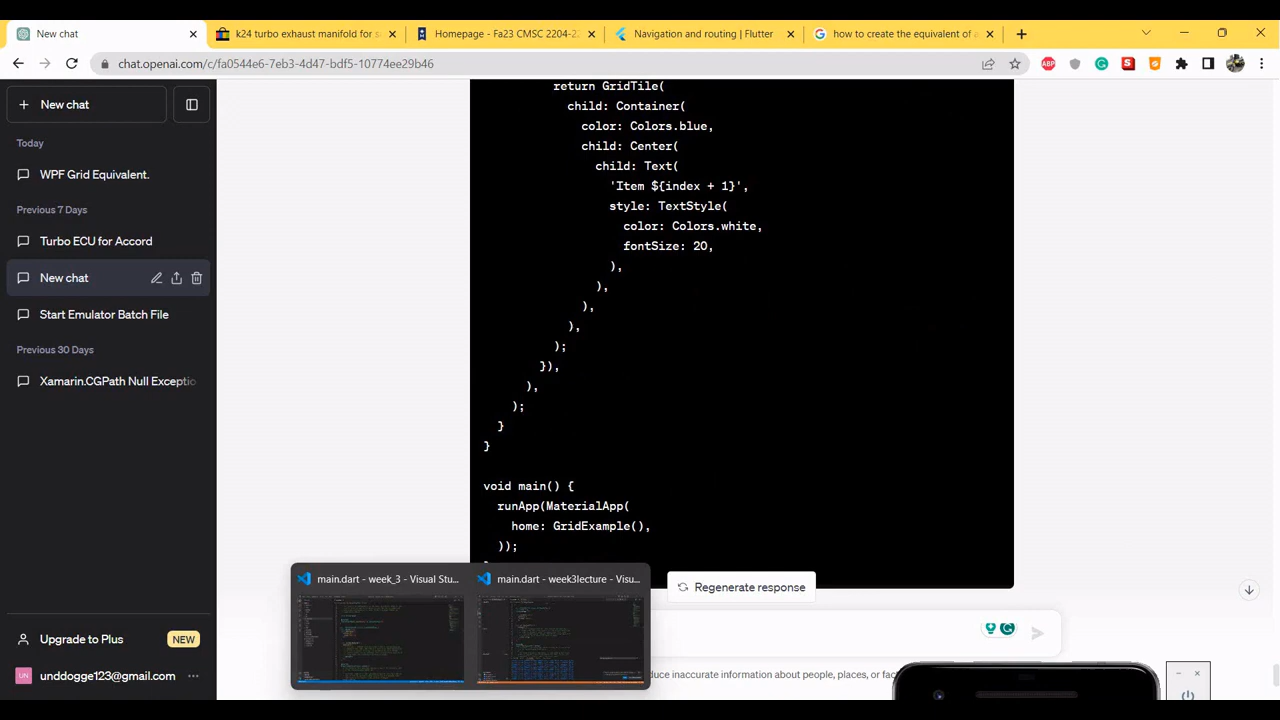 New chat
k24 turbo exhaust manifold for s
Homepage - Fa23 CMSC 2204-22
Navigation and routing | Flutter
how to create the equivalent of a
chat.openai.com/c/fa0544e6-7eb3-4d47-bdf5-10774ee29b46
New chat
Today
WPF Grid Equivalent.
Previous 7 Days
Turbo ECU for Accord
New chat
Start Emulator Batch File
Previous 30 Days
Xamarin.CGPath Null Exceptio
Upgrade to Plus
NEW
UN
urddogge123@gmail.com
return GridTile(
child: Container(
color: Colors.blue,
child: Center(
child: Text(
'Item ${index + 1}',
style: TextStyle(
color: Colors.white,
fontSize: 20,
),
),
),
),
);
}),
),
);
}
}
void main() {
runApp(MaterialApp(
home: GridExample(),
));
main.dart - week_3 - Visual Stu...
main.dart - week3lecture - Visu...
Regenerate response
duce inaccurate information about people, places, or fac